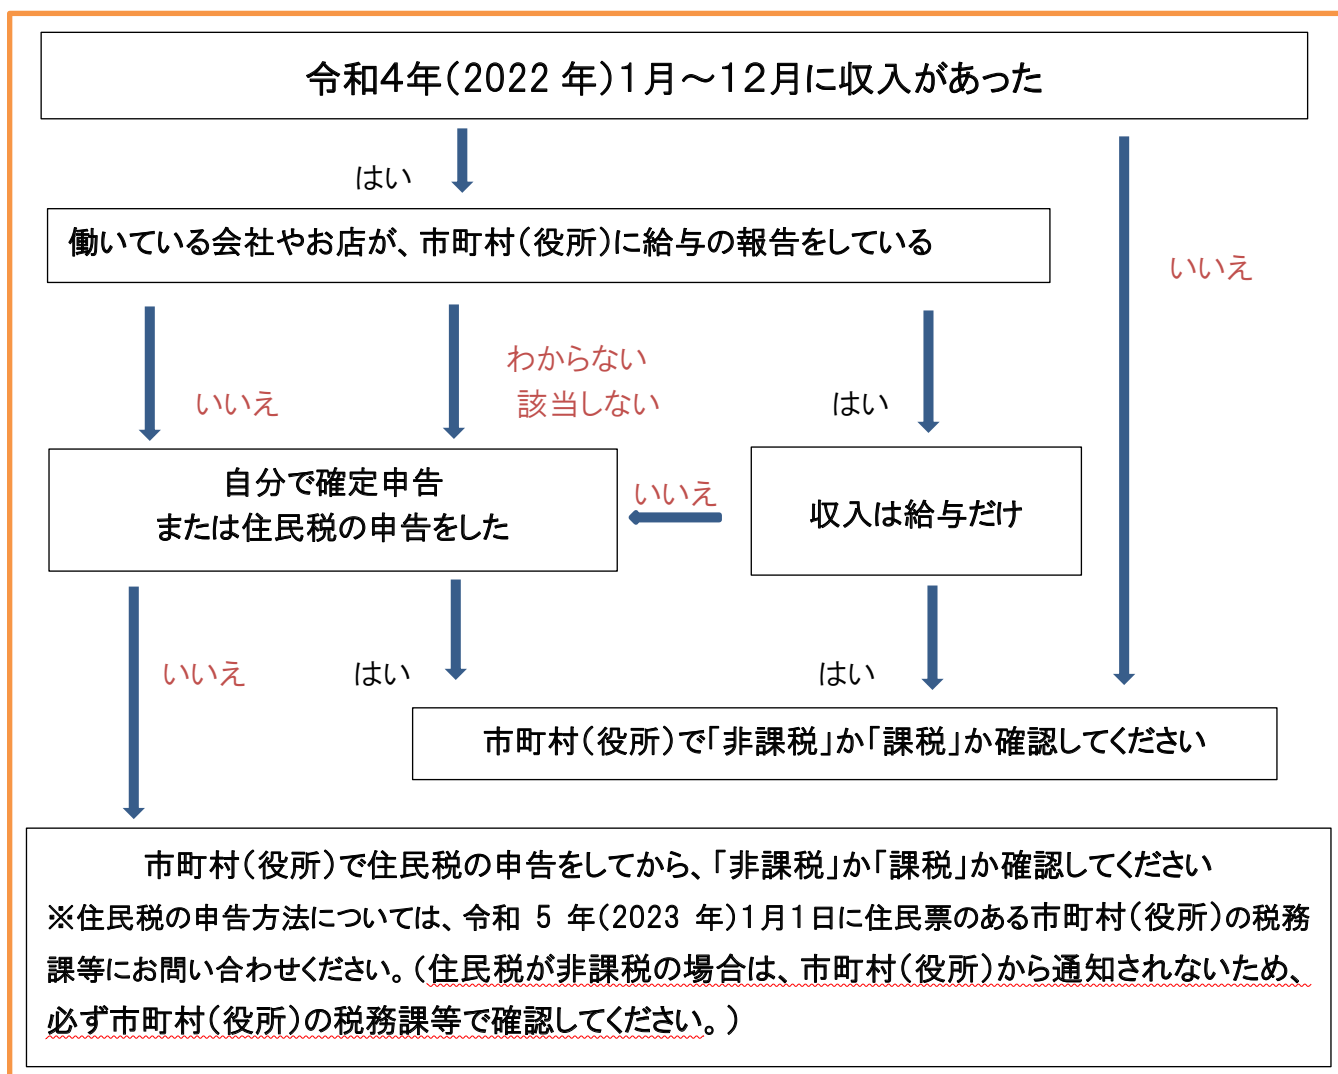 令和4年(2022 年)1月～12月に収入があった
はい
働いている会社やお店が、市町村(役所)に給与の報告をしている
いいえ
わからない
該当しない
いいえ
はい
自分で確定申告
または住民税の申告をした
いいえ
収入は給与だけ
いいえ
はい
はい
市町村(役所)で「非課税」か「課税」か確認してください
市町村(役所)で住民税の申告をしてから、「非課税」か「課税」か確認してください
※住民税の申告方法については、令和 5 年(2023 年)1月1日に住民票のある市町村(役所)の税務
課等にお問い合わせください。(住民税が非課税の場合は、市町村(役所)から通知されないため、
必ず市町村(役所)の税務課等で確認してください。)